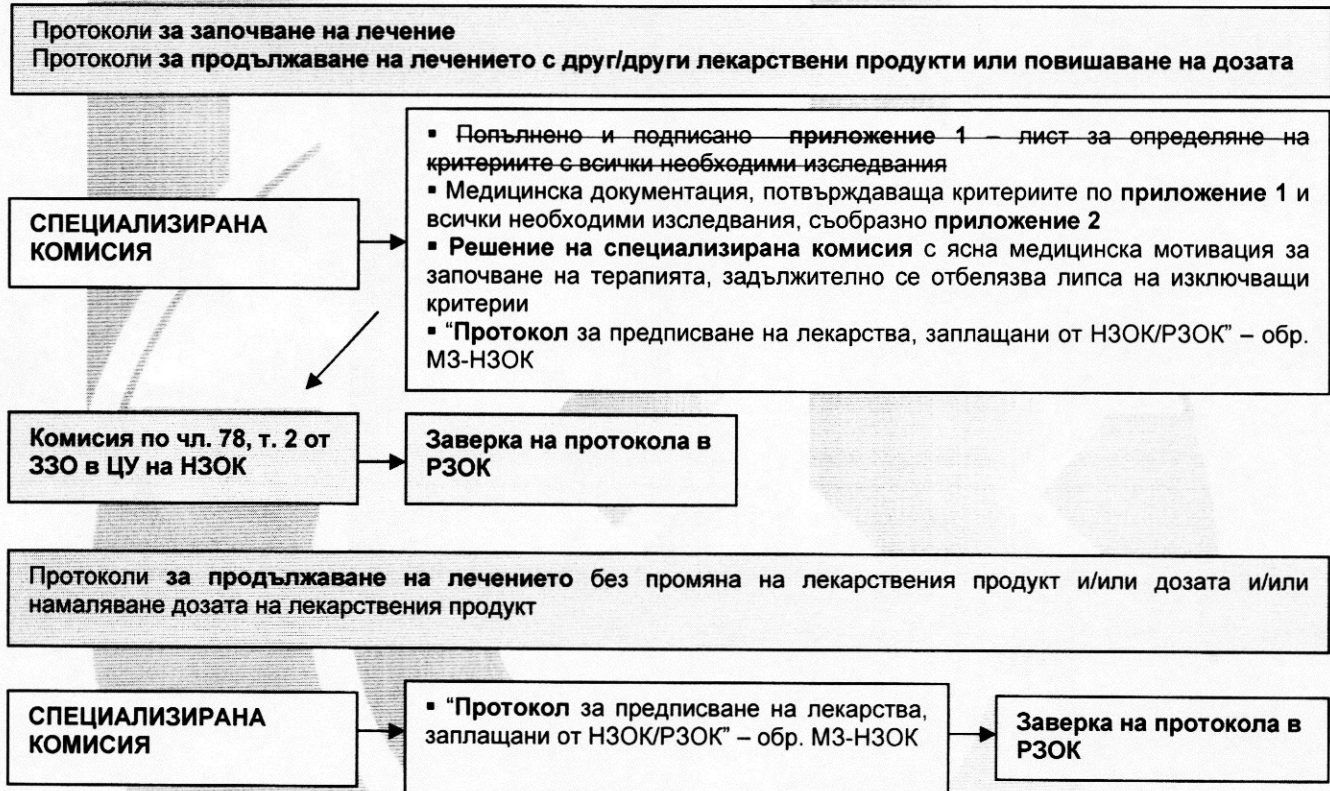 Протоколи за започване на лечение
Протоколи за продължаване на лечението с друг/други лекарствени продукти или повишаване на дозата
▪ Попълнено и подписано приложение 1 – лист за определяне на
критериите с всички необходими изследвания
▪ Медицинска документация, потвърждаваща критериите по приложение 1 и
всички необходими изследвания, съобразно приложение 2
▪ Решение на специализирана комисия с ясна медицинска мотивация за
започване на терапията, задължително се отбелязва липса на изключващи
критерии
▪ "Протокол за предписване на лекарства, заплащани от НЗОК/РЗОК" – обр.
МЗ-НЗОК
СПЕЦИАЛИЗИРАНА
КОМИСИЯ
Комисия по чл. 78, т. 2 от
ЗЗО в ЦУ на НЗОК
Заверка на протокола в
РЗОК
Протоколи за продължаване на лечението без промяна на лекарствения продукт и/или дозата и/или
намаляване дозата на лекарствения продукт
СПЕЦИАЛИЗИРАНА
КОМИСИЯ
▪ "Протокол за предписване на лекарства,
заплащани от НЗОК/РЗОК" – обр. МЗ-НЗОК
Заверка на протокола в
РЗОК